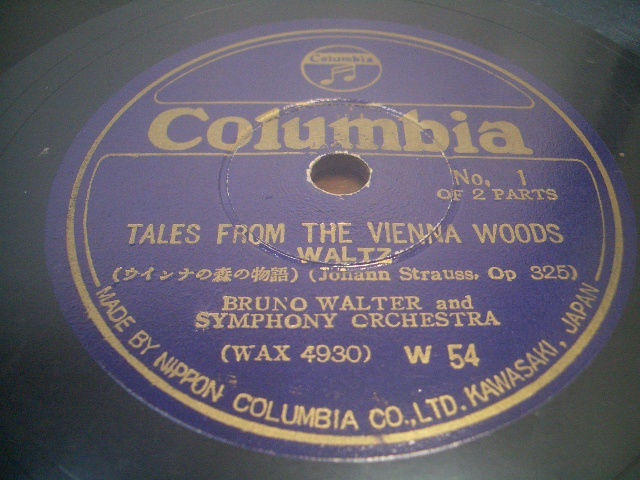 Columbia
Columbia
No. 1
OF 2 PARTS
TALES FROM THE VIENNA WOODS
WALTZ
(ウインナの森の物語) (Johann Strauss, Op 325)
BRUNO WALTER and
SYMPHONY ORCHESTRA
(WAX 4930) W 54
MADE BY NIPPON COLUMBIA CO., LTD. KAWASAKI, JAPAN